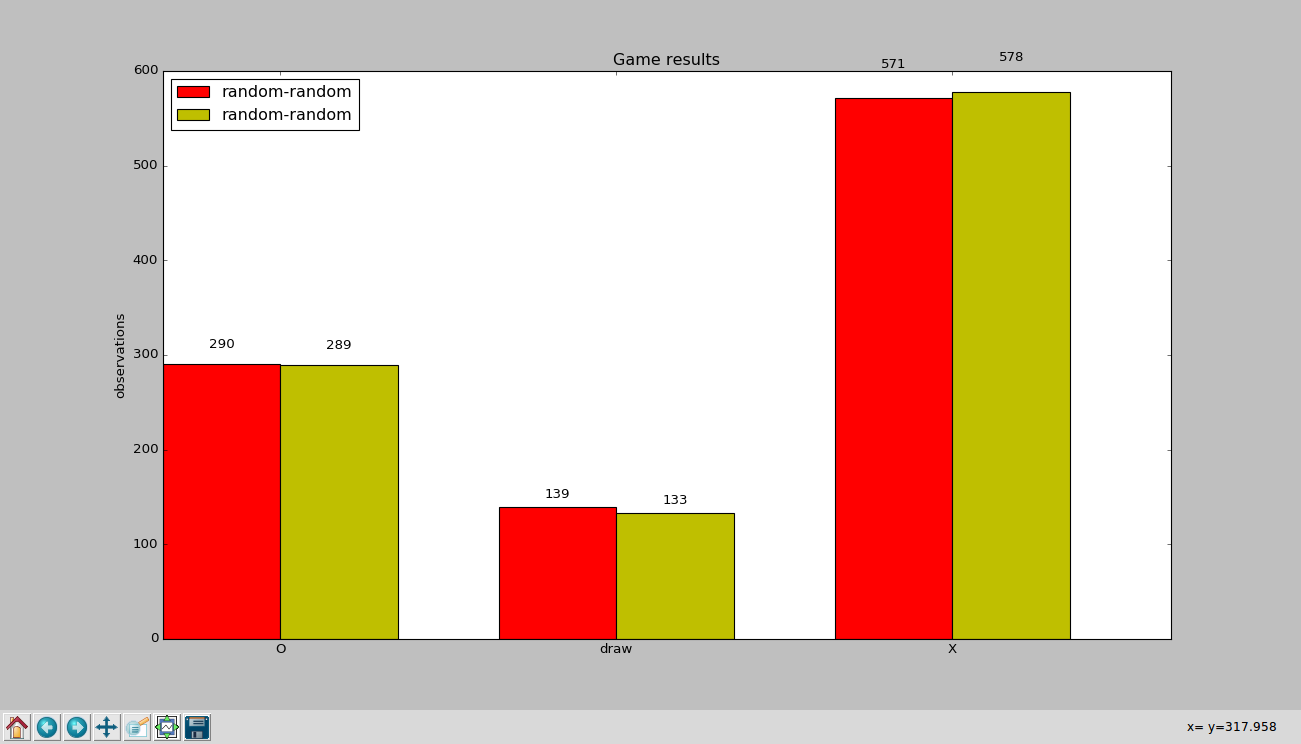 Game results
571
578
600
random-random
random-random
500
400
observations
300
290
289
200
139
133
100
0
O
draw
X
x= y=317.958